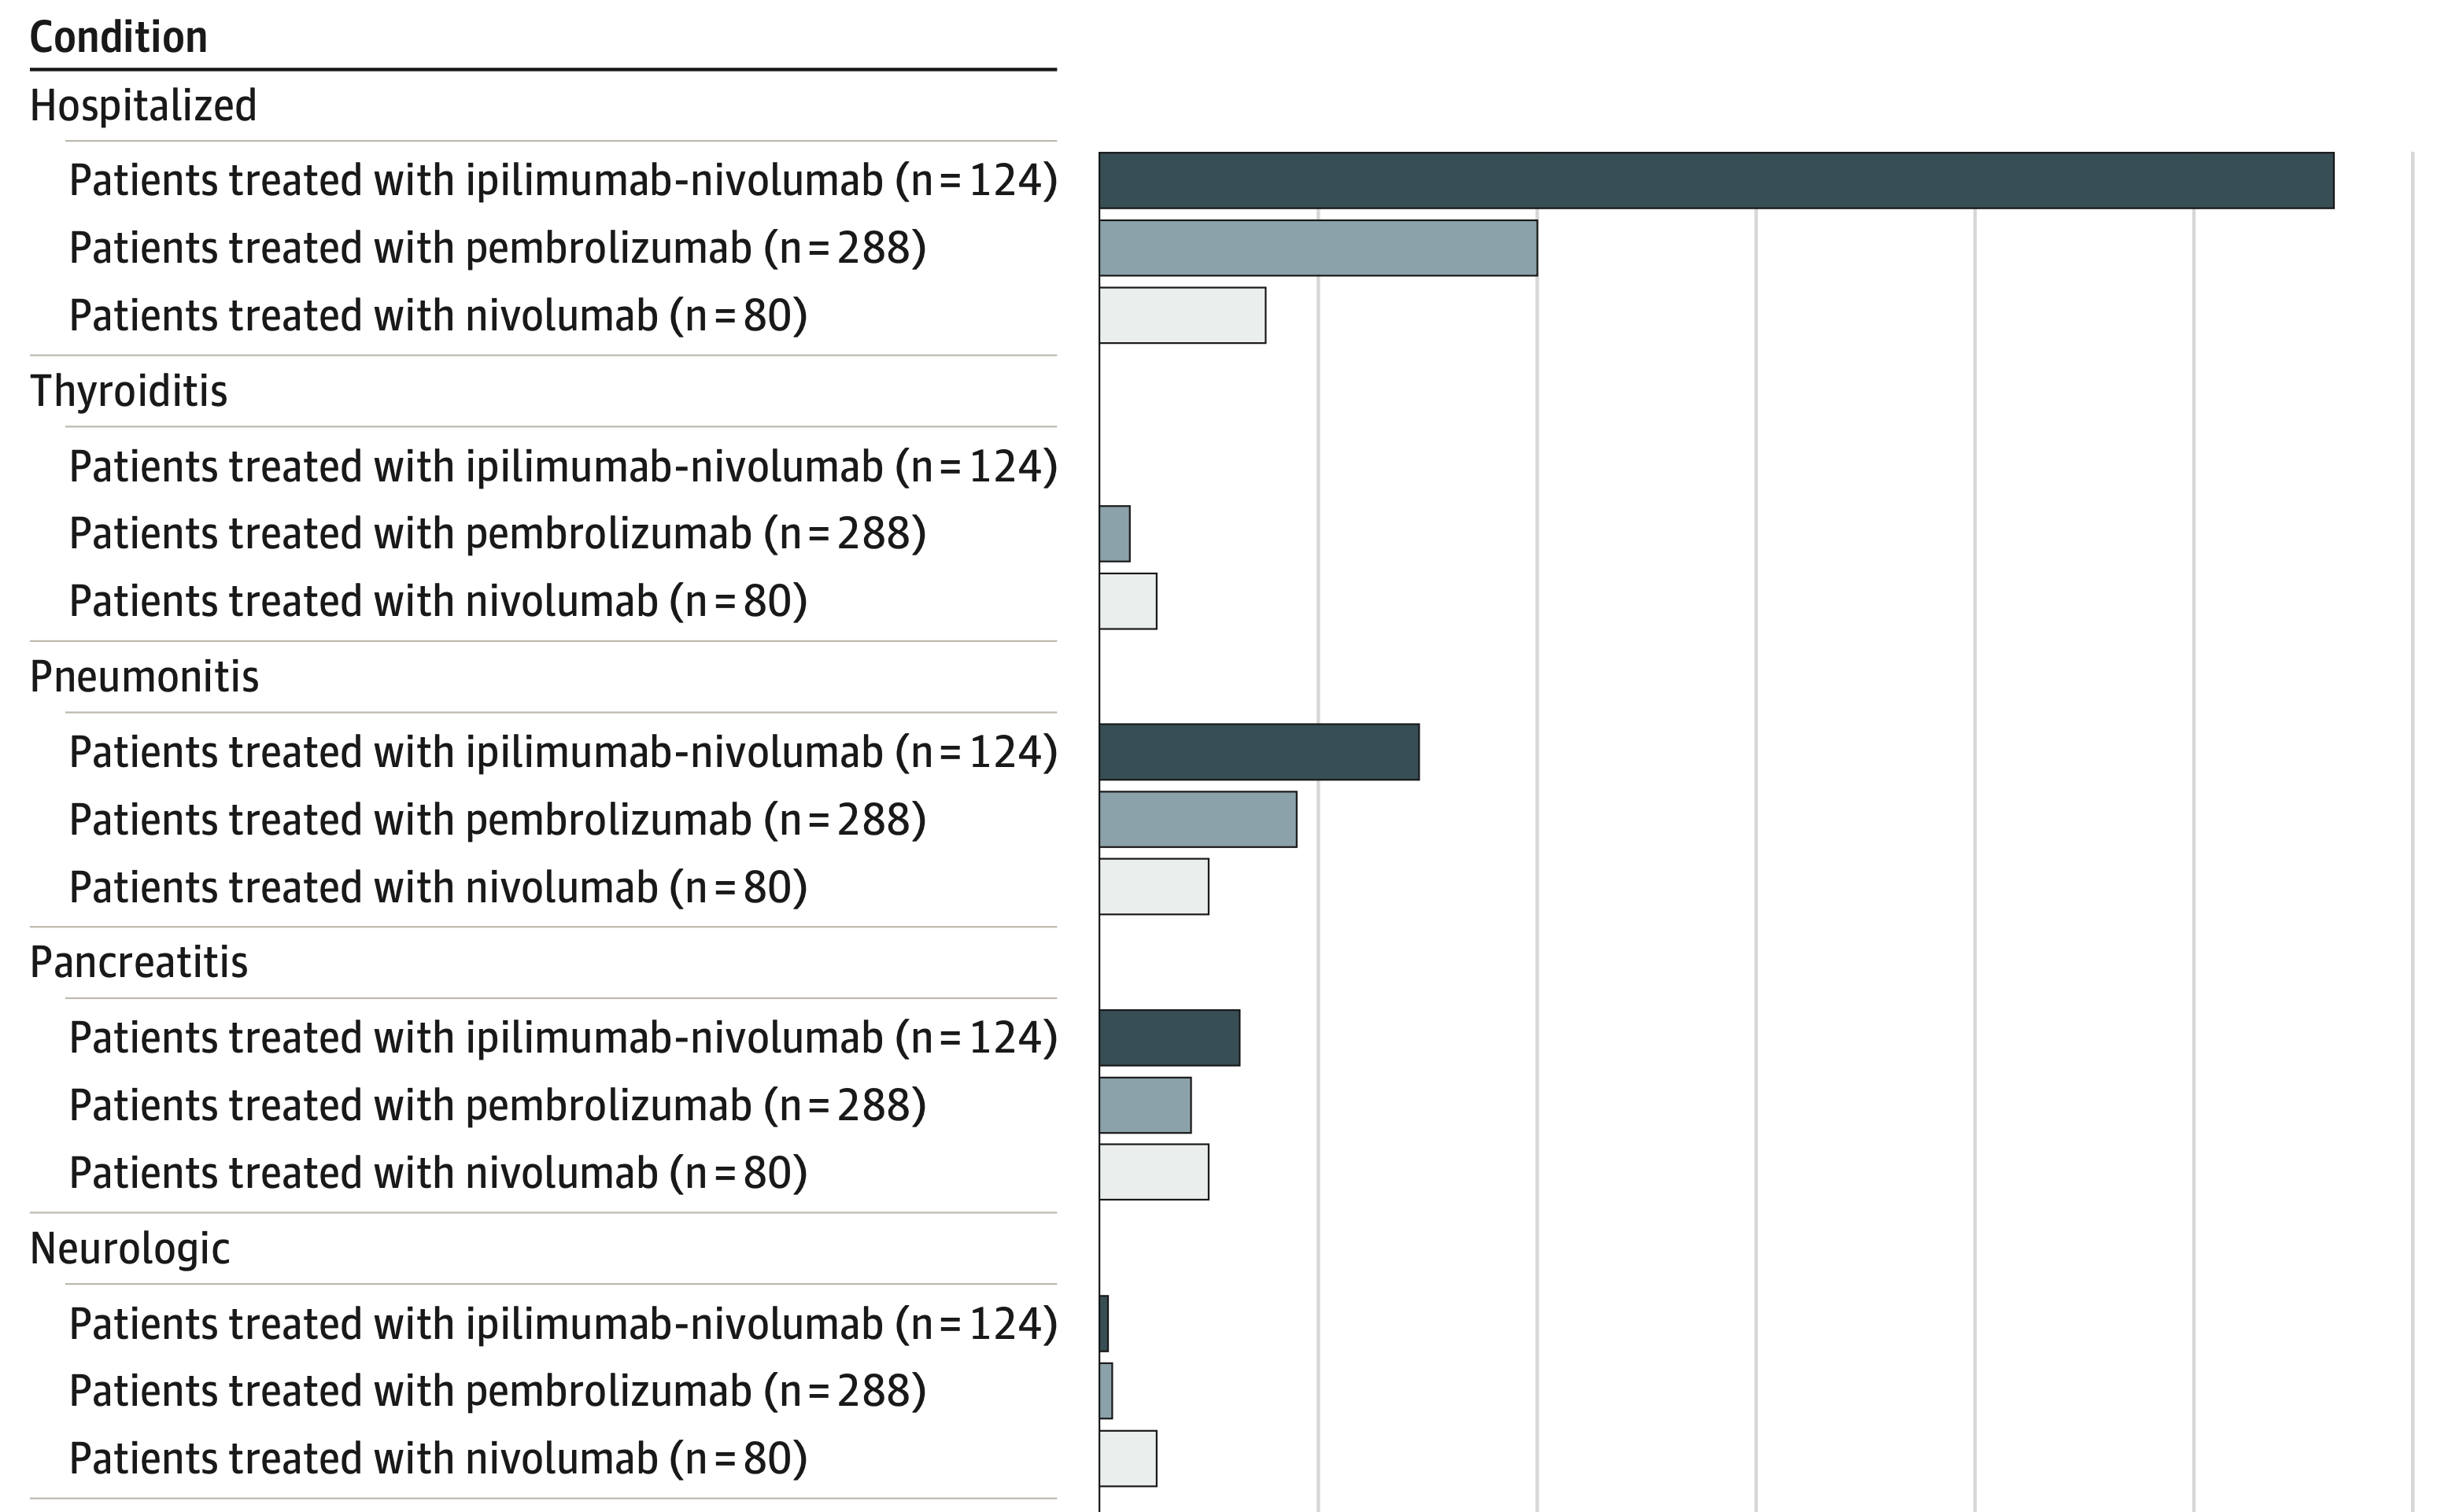 Condition
Hospitalized
Patients treated with ipilimumab-nivolumab (n=124)
Patients treated with pembrolizumab (n=288)
Patients treated with nivolumab (n=80)
Thyroiditis
Patients treated with ipilimumab-nivolumab (n=124)
Patients treated with pembrolizumab (n=288)
Patients treated with nivolumab (n=80)
Pneumonitis
Patients treated with ipilimumab-nivolumab (n=124)
Patients treated with pembrolizumab (n=288)
Patients treated with nivolumab (n=80)
Pancreatitis
Patients treated with ipilimumab-nivolumab (n=124)
Patients treated with pembrolizumab (n=288)
Patients treated with nivolumab (n=80)
Neurologic
Patients treated with ipilimumab-nivolumab (n=124)
Patients treated with pembrolizumab (n=288)
Patients treated with nivolumab (n=80)